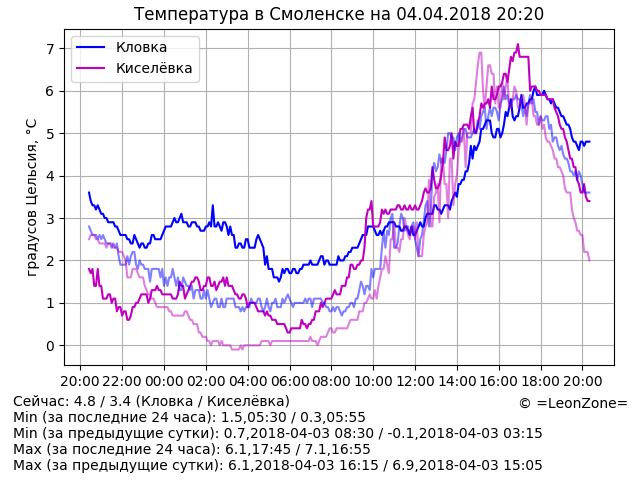 Температура в Смоленске на 04.04.2018 20:20
Кловка
Киселёвка
градусов Цельсия, °C
7
6
5
4
3
2
1
0
20:00 22:00 00:00 02:00 04:00 06:00 08:00 10:00 12:00 14:00 16:00 18:00 20:00
Сейчас: 4.8 / 3.4 (Кловка / Киселёвка)
© =LeonZone=
Min (за последние 24 часа): 1.5,05:30 / 0.3,05:55
Min (за предыдущие сутки): 0.7,2018-04-03 08:30 / -0.1,2018-04-03 03:15
Max (за последние 24 часа): 6.1,17:45 / 7.1,16:55
Max (за предыдущие сутки): 6.1,2018-04-03 16:15 / 6.9,2018-04-03 15:05